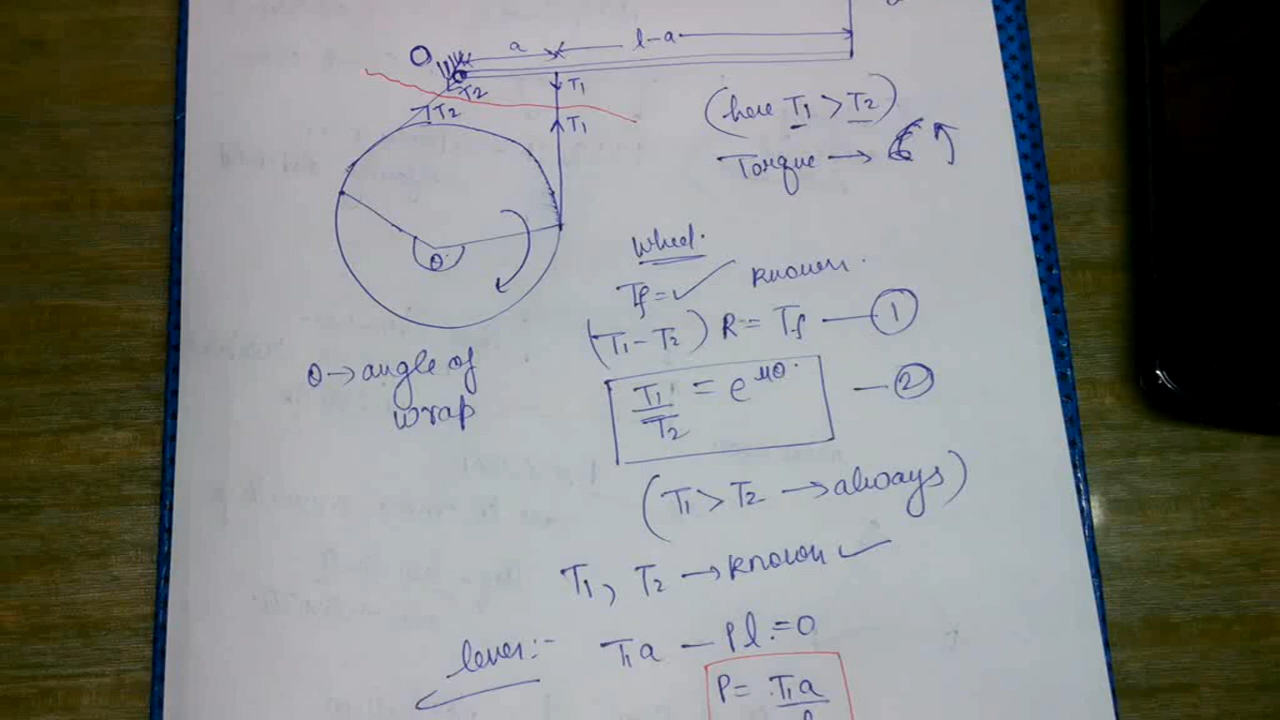 O a l-a
T2 T1
T2 T1
(here T1 > T2)
Torque →
θ
Wheel.
Tf = ✓ known.
(T1 - T2) R = Tf — 1
θ → angle of
wrap
T1/T2 = e^μθ. — 2
(T1 > T2 → always)
T1, T2 → known ✓
lever:- T1a - Pl = 0
P = T1a/l